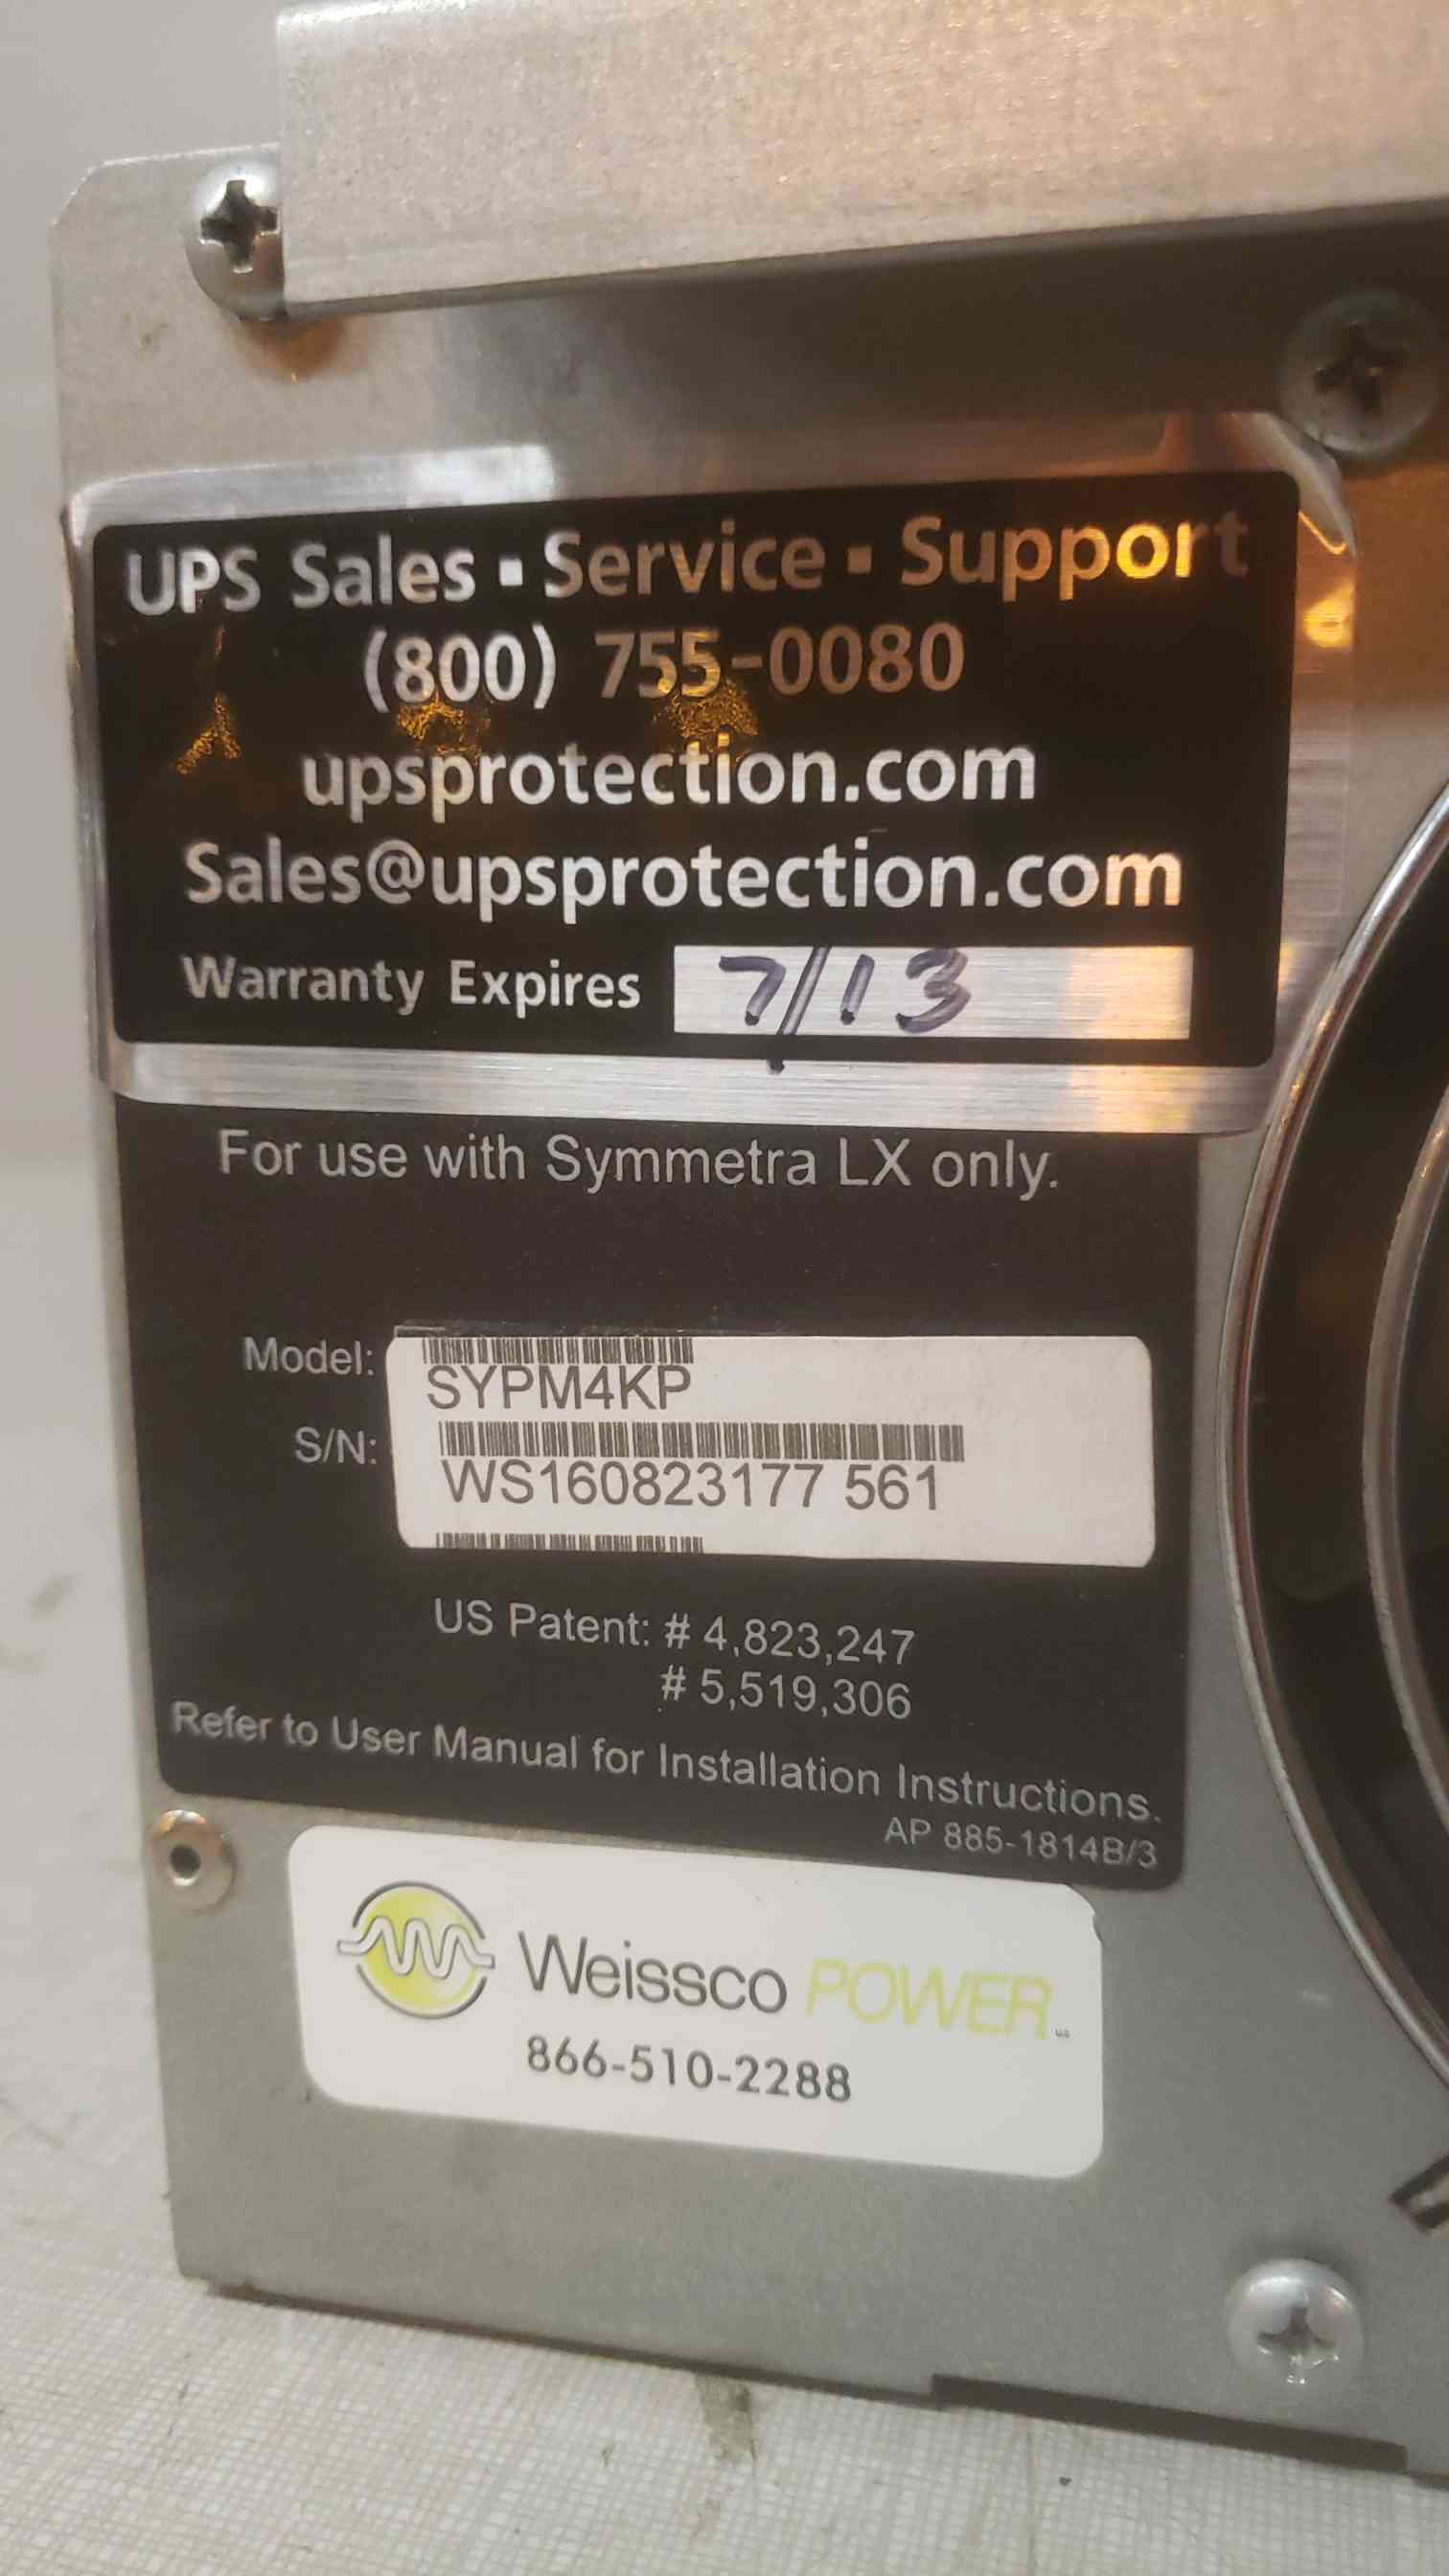 UPS Sales ▪ Service ▪ Support
(800) 755-0080
upsprotection.com
Sales@upsprotection.com
Warranty Expires 7/13
For use with Symmetra LX only.
Model: SYPM4KP
S/N: WS160823177 561
US Patent: # 4,823,247
# 5,519,306
Refer to User Manual for Installation Instructions.
AP 885-1814B/3
Weissco POWER
866-510-2288